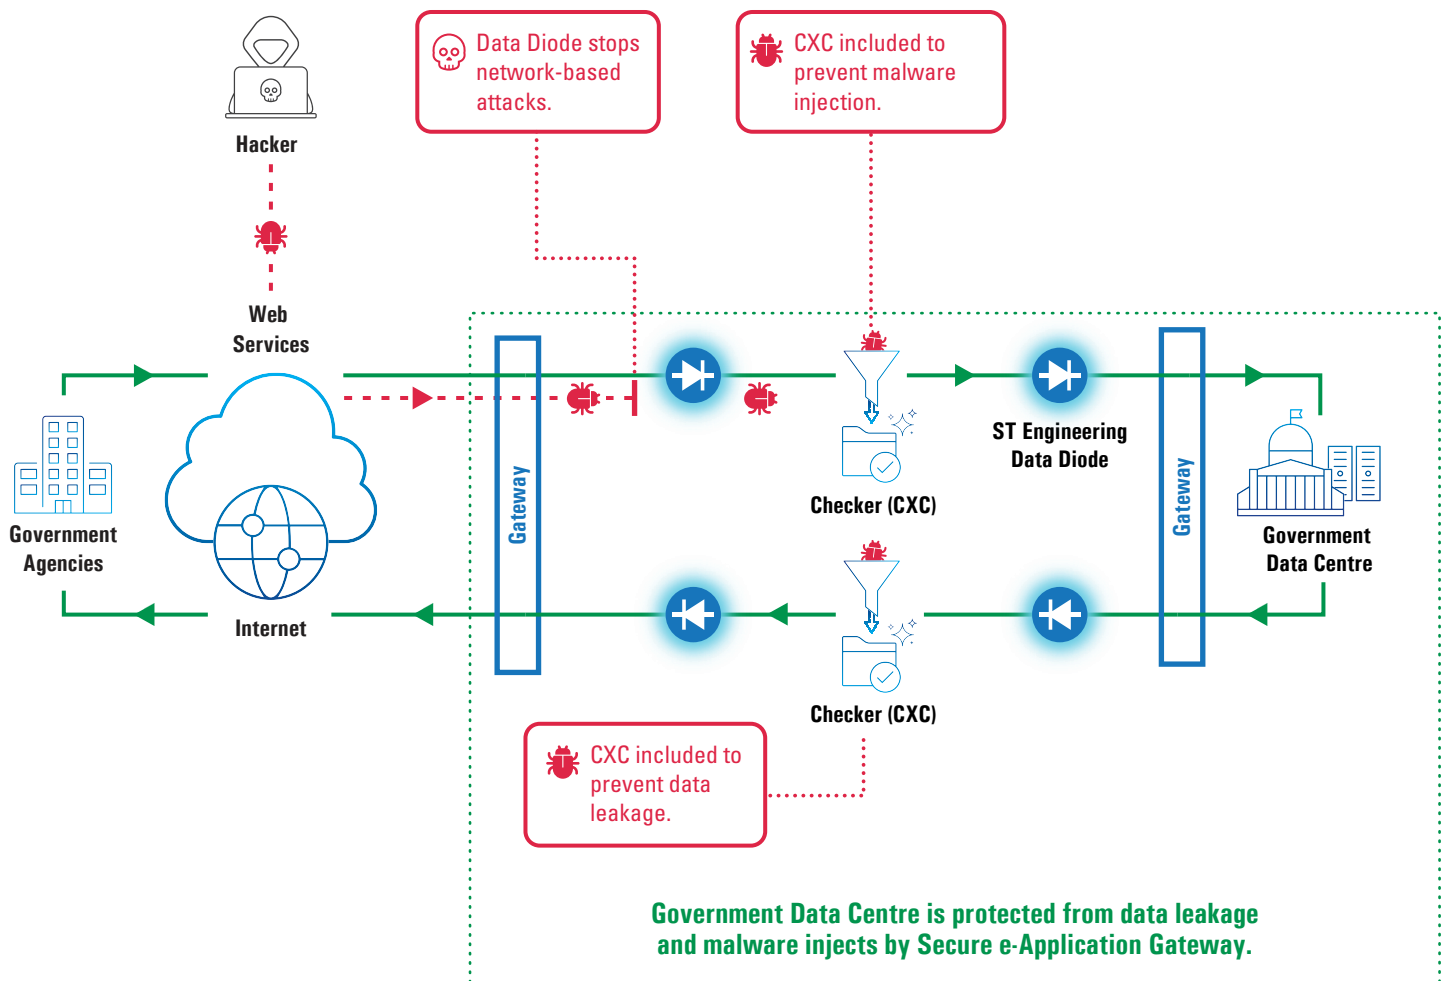 Data Diode stops
network-based
attacks.
CXC included to
prevent malware
injection.
Hacker
Web
Services
Gateway
Gateway
ST Engineering
Data Diode
Checker (CXC)
Government
Agencies
Government
Data Centre
Internet
Checker (CXC)
CXC included to
prevent data
leakage.
Government Data Centre is protected from data leakage
and malware injects by Secure e-Application Gateway.